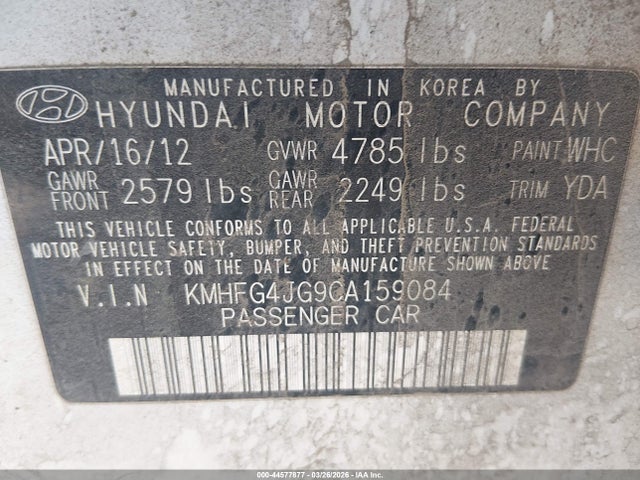 MANUFACTURED IN KOREA BY
HYUNDAI MOTOR COMPANY
APR/16/12 GVWR 4785 lbs PAINT WHC
GAWR FRONT 2579 lbs GAWR REAR 2249 lbs TRIM YDA
THIS VEHICLE CONFORMS TO ALL APPLICABLE U.S.A. FEDERAL
MOTOR VEHICLE SAFETY, BUMPER, AND THEFT PREVENTION STANDARDS
IN EFFECT ON THE DATE OF MANUFACTURE SHOWN ABOVE.
V.I.N KMHFG4JG9CA159084
PASSENGER CAR
000-44577877 - 03/26/2026 - Copyright IAA, Inc.